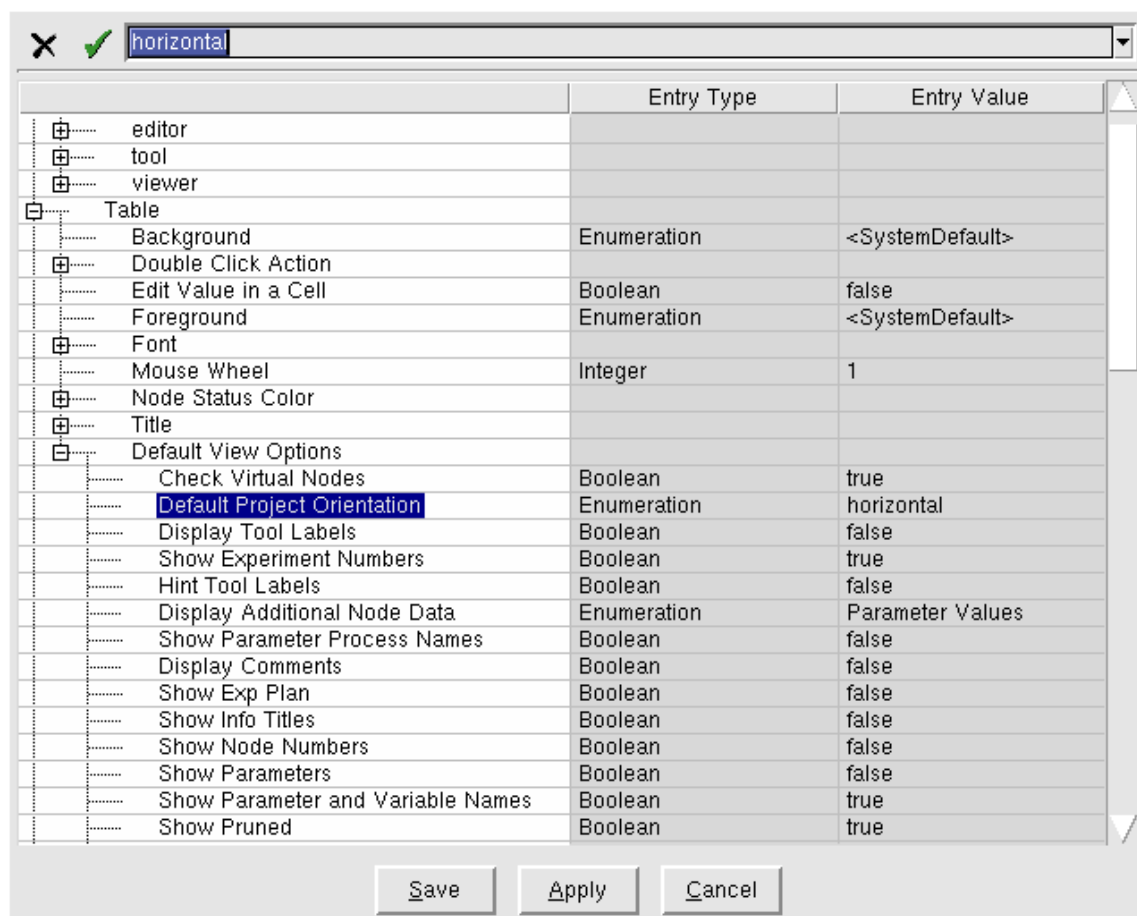 horizontal
Entry Type Entry Value
editor
tool
viewer
Table
Background Enumeration <SystemDefault>
Double Click Action
Edit Value in a Cell Boolean false
Foreground Enumeration <SystemDefault>
Font
Mouse Wheel Integer 1
Node Status Color
Title
Default View Options
Check Virtual Nodes Boolean true
Default Project Orientation Enumeration horizontal
Display Tool Labels Boolean false
Show Experiment Numbers Boolean true
Hint Tool Labels Boolean false
Display Additional Node Data Enumeration Parameter Values
Show Parameter Process Names Boolean false
Display Comments Boolean false
Show Exp Plan Boolean false
Show Info Titles Boolean false
Show Node Numbers Boolean false
Show Parameters Boolean false
Show Parameter and Variable Names Boolean true
Show Pruned Boolean true
Save Apply Cancel